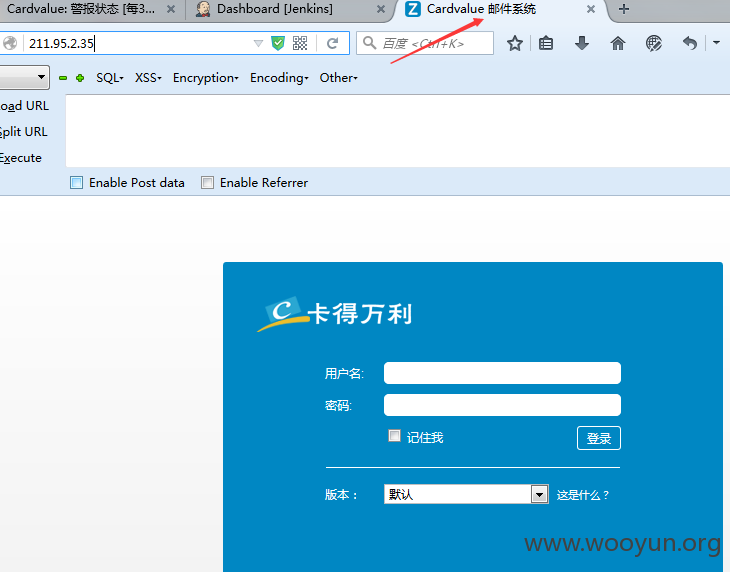 Cardvalue: 警报状态 [每3... Dashboard [Jenkins] Cardvalue 邮件系统
211.95.2.35 百度 <Ctrl+K>
SQL XSS Encryption Encoding Other
oad URL
Split URL
Execute
Enable Post data Enable Referrer
卡得万利
用户名:
密码:
记住我 登录
版本： 默认 这是什么？
www.wooyun.org